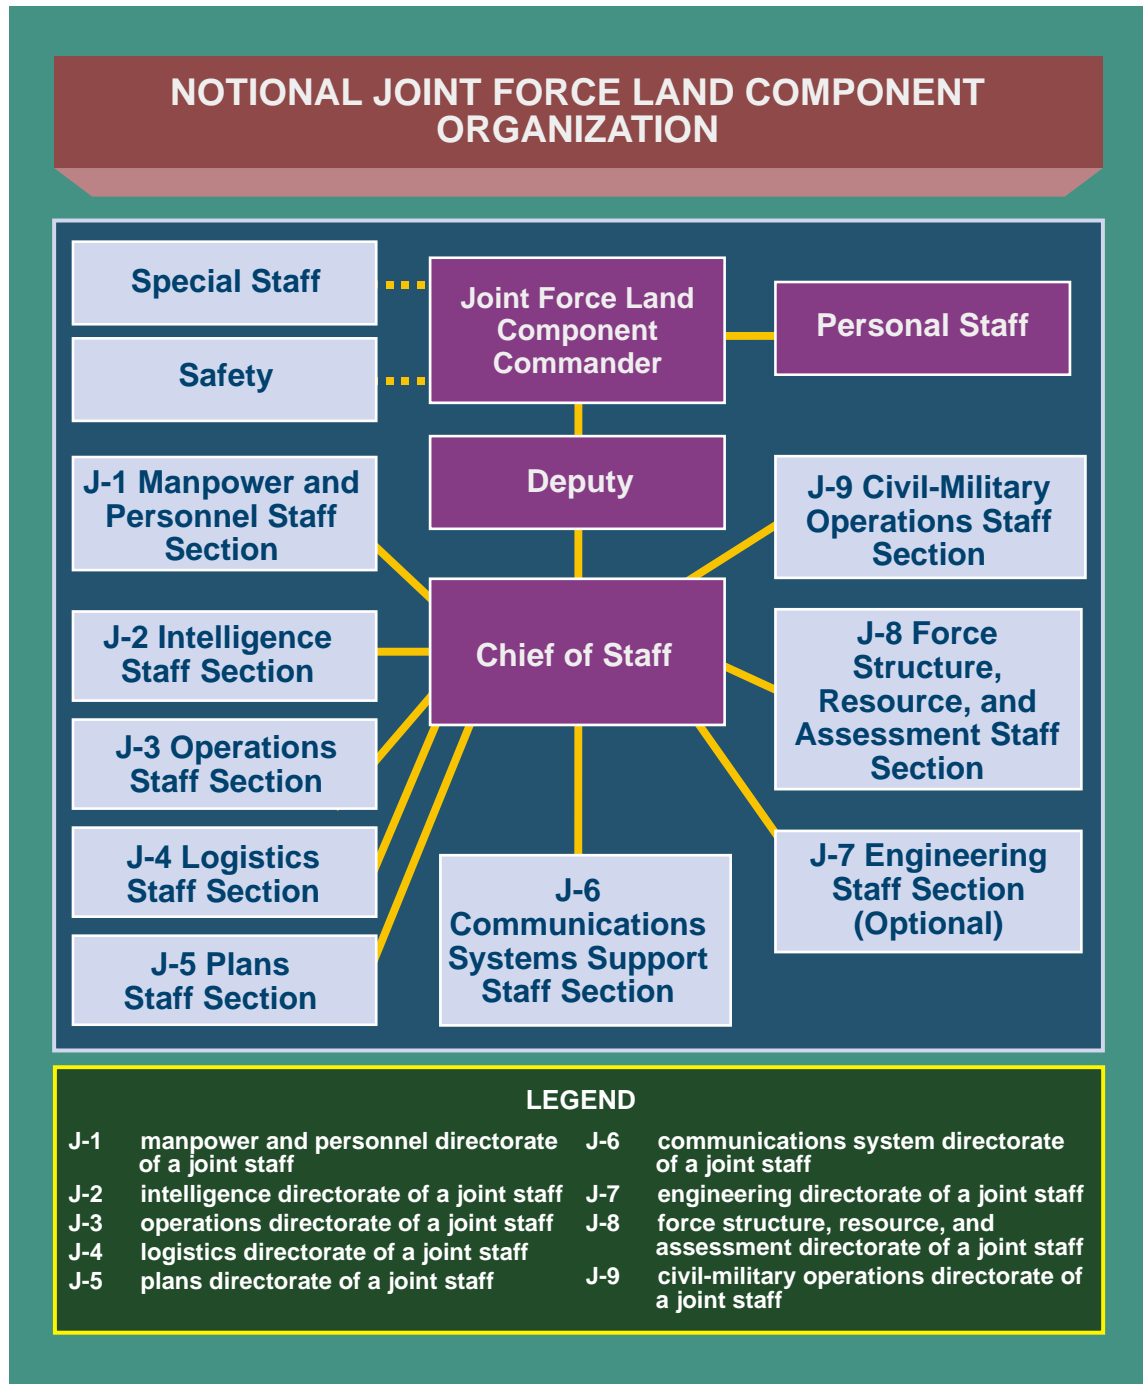 NOTIONAL JOINT FORCE LAND COMPONENT
ORGANIZATION
Special Staff
Safety
Joint Force Land
Component
Commander
Personal Staff
Deputy
Chief of Staff
J-1 Manpower and
Personnel Staff
Section
J-2 Intelligence
Staff Section
J-3 Operations
Staff Section
J-4 Logistics
Staff Section
J-5 Plans
Staff Section
J-6
Communications
Systems Support
Staff Section
J-9 Civil-Military
Operations Staff
Section
J-8 Force
Structure,
Resource, and
Assessment Staff
Section
J-7 Engineering
Staff Section
(Optional)
LEGEND
J-1 manpower and personnel directorate
of a joint staff
J-2 intelligence directorate of a joint staff
J-3 operations directorate of a joint staff
J-4 logistics directorate of a joint staff
J-5 plans directorate of a joint staff
J-6 communications system directorate
of a joint staff
J-7 engineering directorate of a joint staff
J-8 force structure, resource, and
assessment directorate of a joint staff
J-9 civil-military operations directorate of
a joint staff